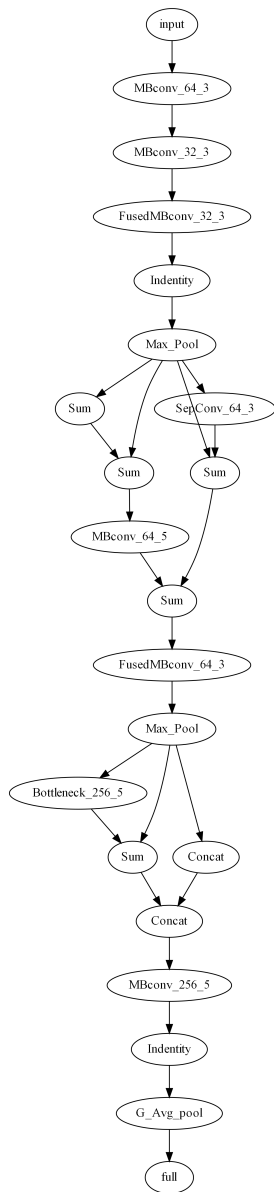 input
MBconv_64_3
MBconv_32_3
FusedMBconv_32_3
Indentity
Max_Pool
Sum
SepConv_64_3
Sum
Sum
MBconv_64_5
Sum
FusedMBconv_64_3
Max_Pool
Bottleneck_256_5
Sum
Concat
Concat
MBconv_256_5
Indentity
G_Avg_pool
full